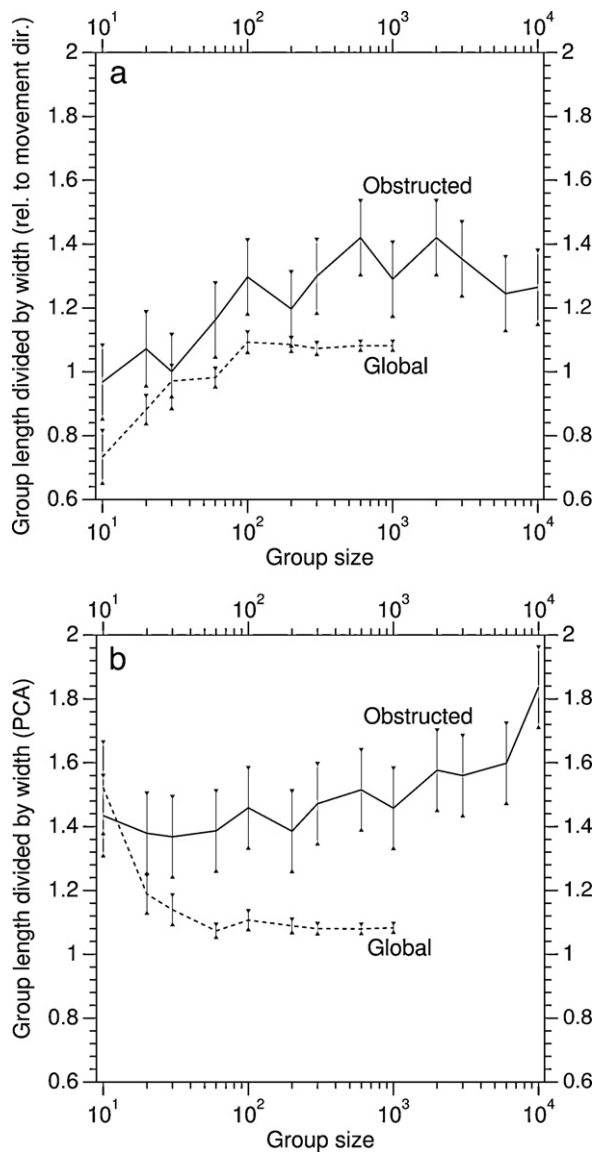 10¹ 10² 10³ 10⁴
2 2
a
1.8 1.8
1.6 1.6
Obstructed
1.4 1.4
1.2 1.2
1 1
Global
0.8 0.8
0.6 0.6
10¹ 10² 10³ 10⁴
Group size
Group length divided by width (rel. to movement dir.)
10¹ 10² 10³ 10⁴
2 2
b
1.8 1.8
Obstructed
1.6 1.6
1.4 1.4
1.2 1.2
1 1
Global
0.8 0.8
0.6 0.6
10¹ 10² 10³ 10⁴
Group size
Group length divided by width (PCA)